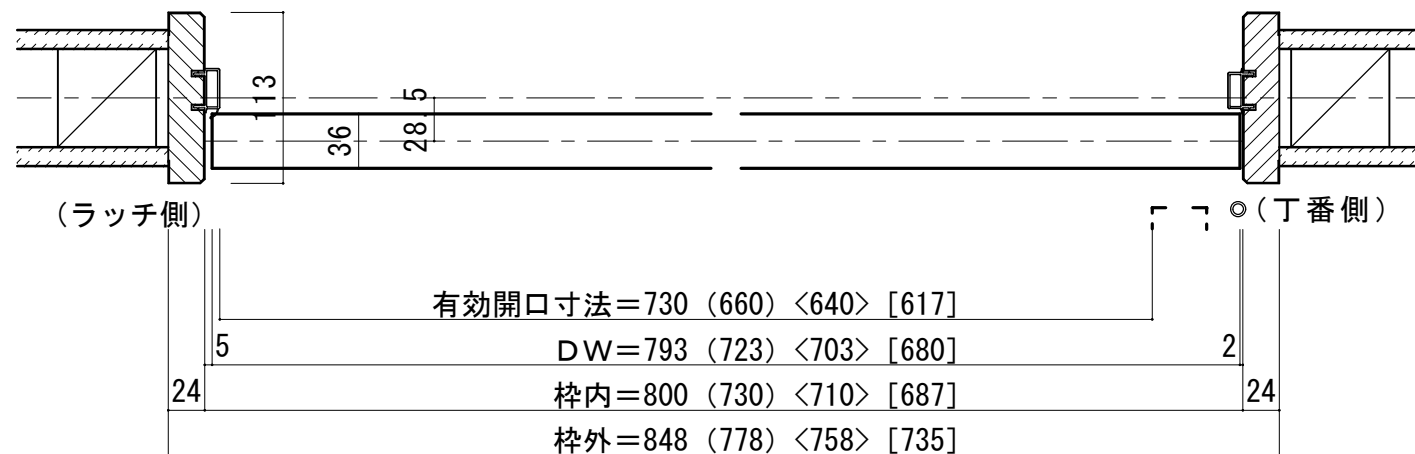 113
36
28.5
(ラッチ側)
(丁番側)
有効開口寸法=730 (660) <640> [617]
5 DW=793 (723) <703> [680] 2
24 枠内=800 (730) <710> [687] 24
枠外=848 (778) <758> [735]